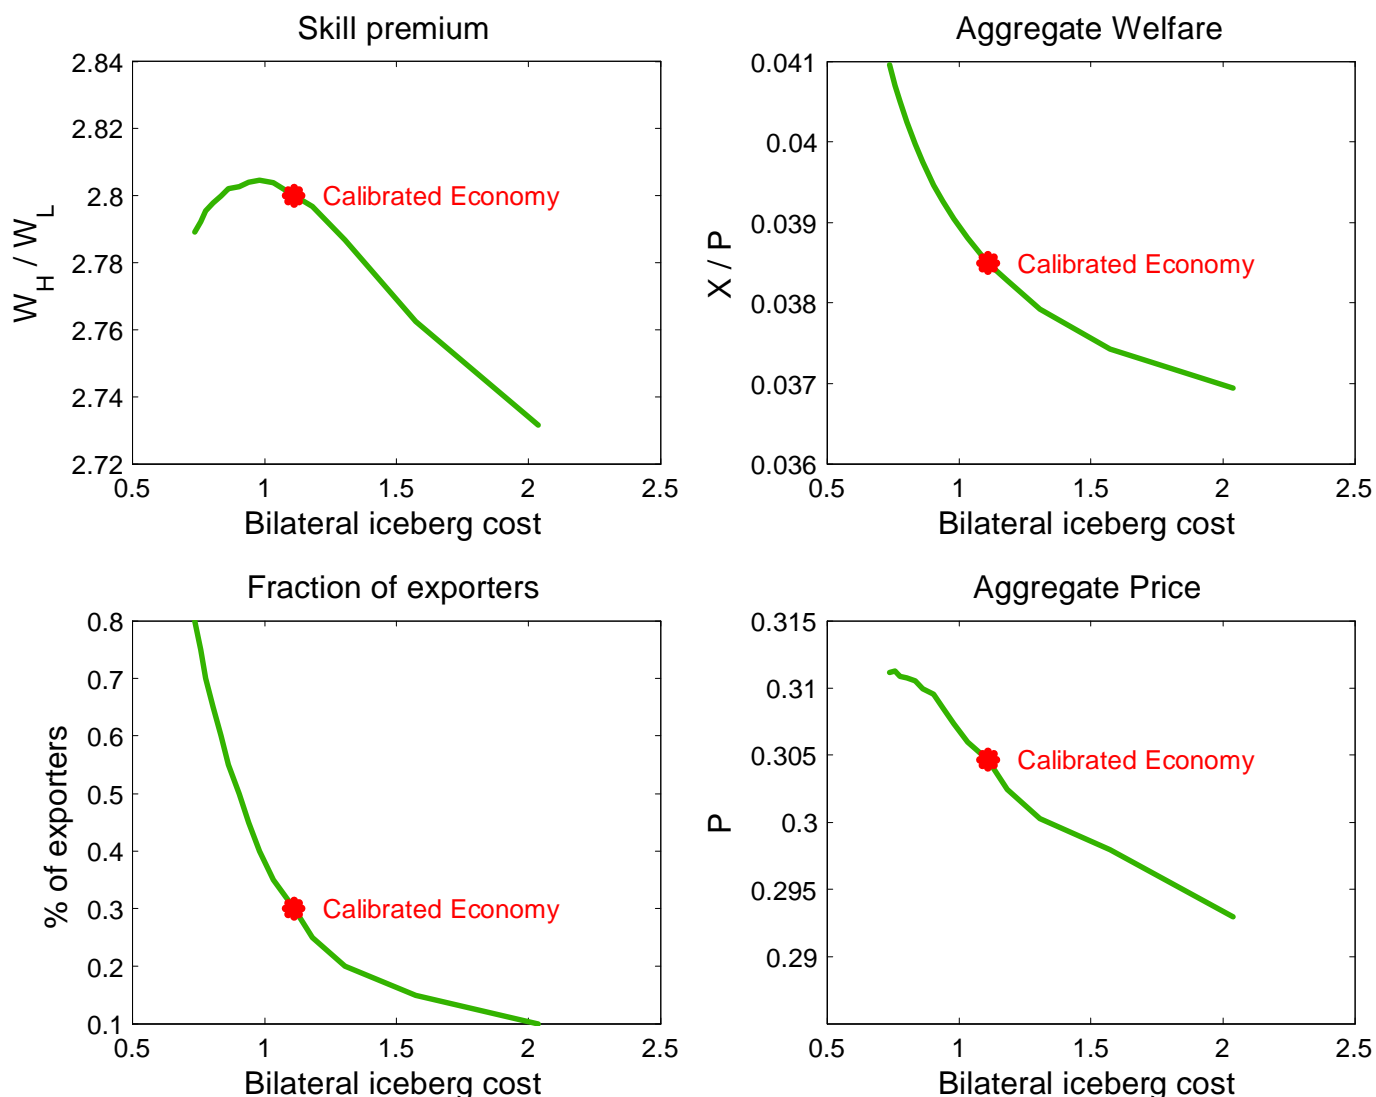 Skill premium
2.84
2.82
2.8
2.78
2.76
2.74
2.72
W_H / W_L
Calibrated Economy
0.5 1 1.5 2 2.5
Bilateral iceberg cost
Aggregate Welfare
0.041
0.04
0.039
0.038
0.037
0.036
X / P
Calibrated Economy
0.5 1 1.5 2 2.5
Bilateral iceberg cost
Fraction of exporters
0.8
0.7
0.6
0.5
0.4
0.3
0.2
0.1
% of exporters
Calibrated Economy
0.5 1 1.5 2 2.5
Bilateral iceberg cost
Aggregate Price
0.315
0.31
0.305
0.3
0.295
0.29
P
Calibrated Economy
0.5 1 1.5 2 2.5
Bilateral iceberg cost